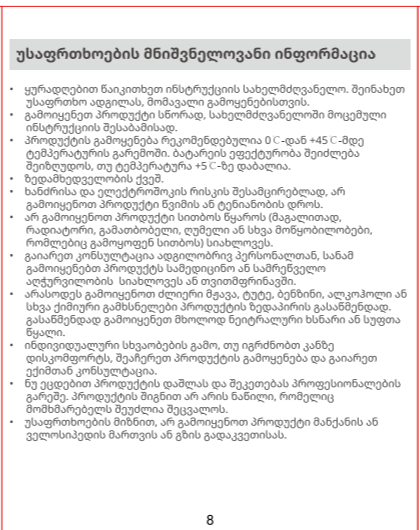 უსაფრთხოების მნიშვნელოვანი ინფორმაცია
• ყურადღებით წაიკითხეთ ინსტრუქციის სახელმძღვანელო. შეინახეთ
უსაფრთხო ადგილას, მომავალი გამოყენებისთვის.
• გამოიყენეთ პროდუქტი სწორად, სახელმძღვანელოში მოცემული
ინსტრუქციის შესაბამისად.
• პროდუქტის გამოყენება რეკომენდებულია 0 C-დან +45 C-მდე
ტემპერატურის გარემოში. ბატარეის ეფექტურობა შეიძლება
შეიზღუდოს, თუ ტემპერატურა +5 C-ზე დაბალია.
• ზედამხედველობის ქვეშ.
• ხანძრისა და ელექტროშოკის რისკის შესამცირებლად, არ
გამოიყენოთ პროდუქტი წვიმის ან ტენიანობის დროს.
• არ გამოიყენოთ პროდუქტი სითბოს წყაროს (მაგალითად,
რადიატორი, გამათბობელი, ღუმელი ან სხვა მოწყობილობები,
რომლებიც გამოყოფენ სითბოს) სიახლოვეს.
• გაიარეთ კონსულტაცია ადგილობრივ პერსონალთან, სანამ
გამოიყენებთ პროდუქტს სამედიცინო ან სამრეწველო
აღჭურვილობის სიახლოვეს ან თვითმფრინავში.
• არასოდეს გამოიყენოთ ძლიერი მჟავა, ტუტე, ბენზინი, ალკოჰოლი ან
სხვა ქიმიური გამხსნელები პროდუქტის ზედაპირის გასაწმენდად.
გასაწმენდად გამოიყენეთ მხოლოდ ნეიტრალური ხსნარი ან სუფთა
წყალი.
• ინდივიდუალური სხვაობების გამო, თუ იგრძნობთ კანზე
დისკომფორტს, შეაჩერეთ პროდუქტის გამოყენება და გაიარეთ
ექიმთან კონსულტაცია.
• ნუ ეცდებით პროდუქტის დაშლას და შეკეთებას პროფესიონალების
გარეშე. პროდუქტის შიგნით არ არის ნაწილი, რომელიც
მომხმარებელს შეუძლია შეცვალოს.
• უსაფრთხოების მიზნით, არ გამოიყენოთ პროდუქტი მანქანის ან
ველოსიპედის მართვის ან გზის გადაკვეთისას.
8